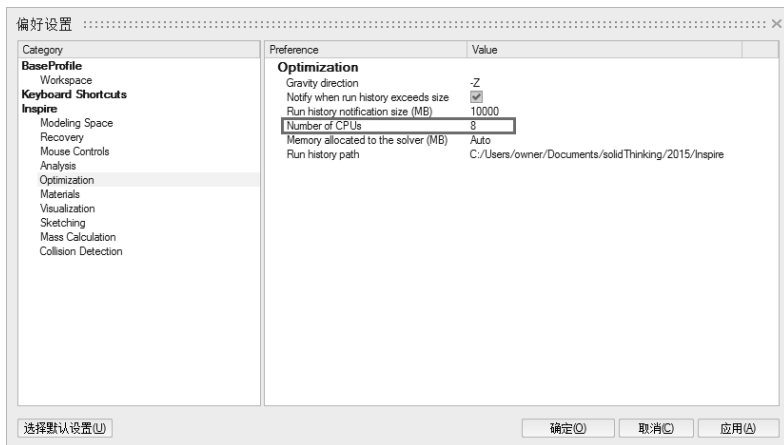 偏好设置
Category
BaseProfile
Workspace
Keyboard Shortcuts
Inspire
Modeling Space
Recovery
Mouse Controls
Analysis
Optimization
Materials
Visualization
Sketching
Mass Calculation
Collision Detection
Preference Value
Optimization
Gravity direction -Z
Notify when run history exceeds size
Run history notification size (MB) 10000
Number of CPUs 8
Memory allocated to the solver (MB) Auto
Run history path C:/Users/owner/Documents/solidThinking/2015/Inspire
选择默认设置(U) 确定(O) 取消(C) 应用(A)